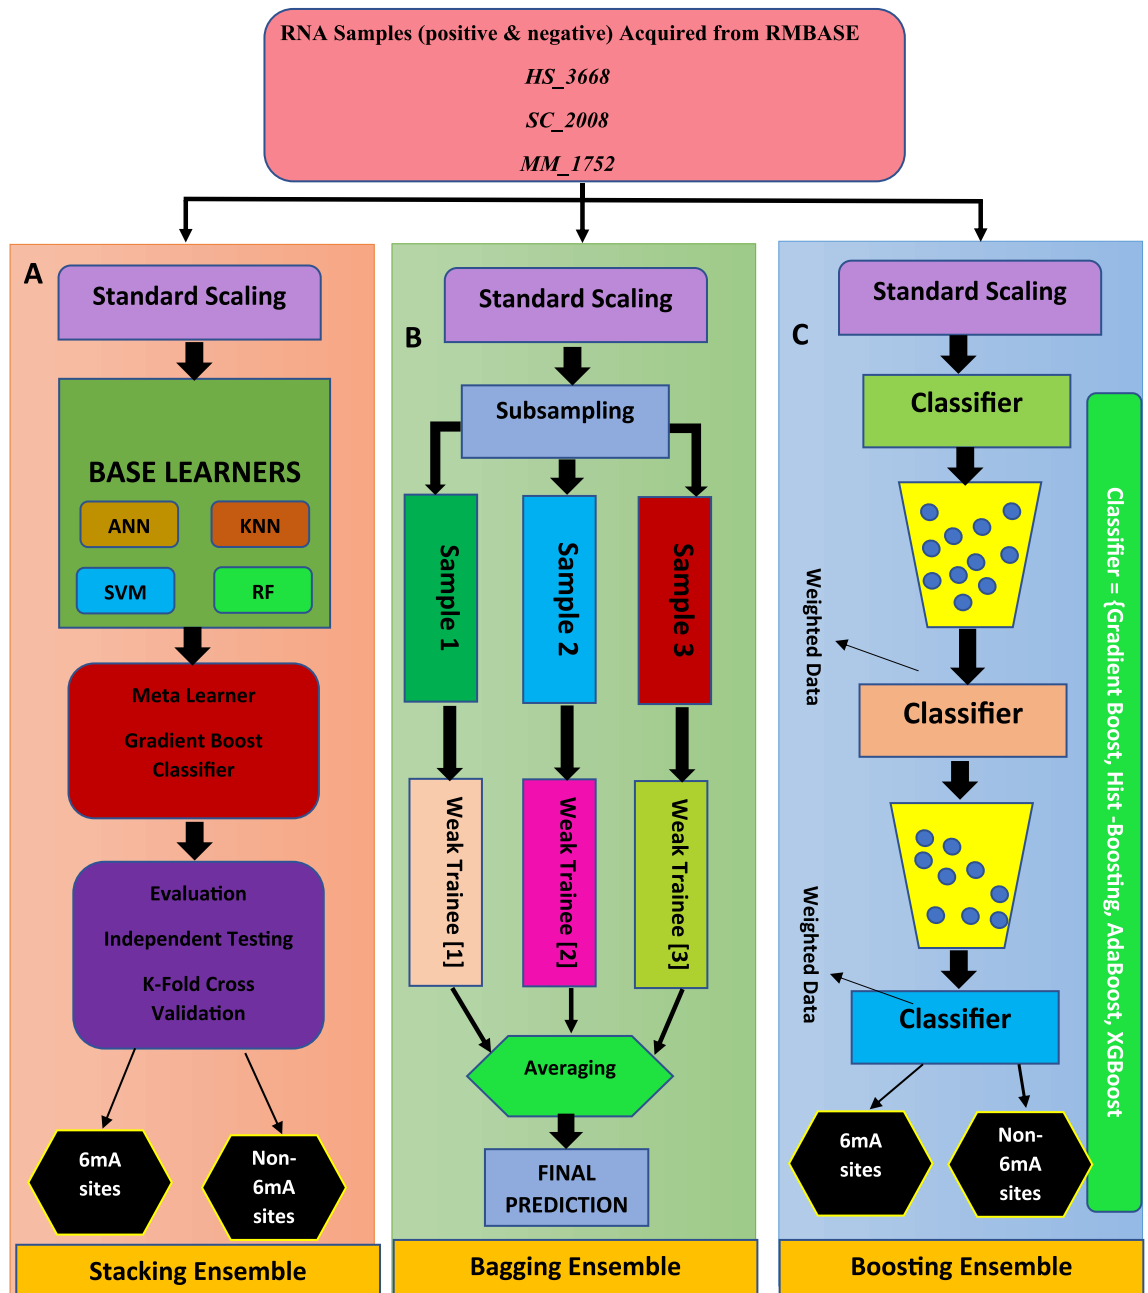 RNA Samples (positive & negative) Acquired from RMBASE
HS_3668
SC_2008
MM_1752
A
Standard Scaling
BASE LEARNERS
ANN
KNN
SVM
RF
Meta Learner
Gradient Boost
Classifier
Evaluation
Independent Testing
K-Fold Cross
Validation
6mA
sites
Non-
6mA
sites
Stacking Ensemble
B
Standard Scaling
Subsampling
Sample 1
Sample 2
Sample 3
Weak Trainee [1]
Weak Trainee [2]
Weak Trainee [3]
Averaging
FINAL
PREDICTION
Bagging Ensemble
C
Standard Scaling
Classifier
Weighted Data
Classifier
Weighted Data
Classifier
6mA
sites
Non-
6mA
sites
Classifier = {Gradient Boost, Hist -Boosting, AdaBoost, XGBoost
Boosting Ensemble